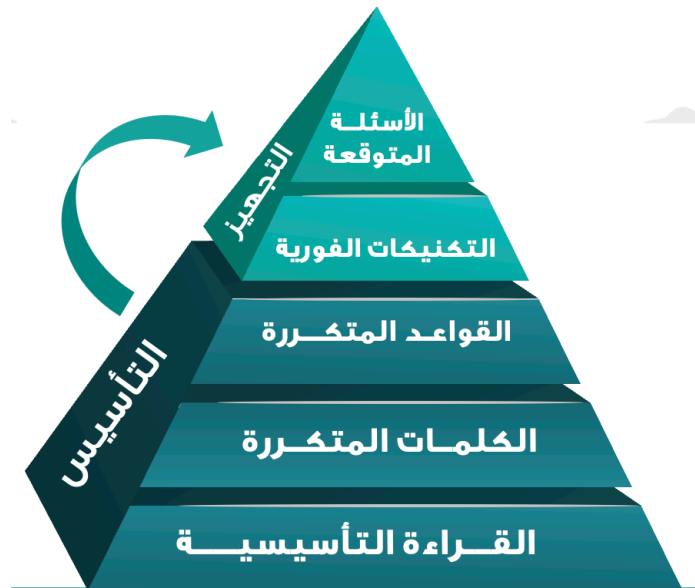 الأسئلة
المتوقعة
التجهيز
التكنيكات الفورية
القواعد المتكررة
التأسيس
الكلمات المتكررة
القراءة التأسيسية